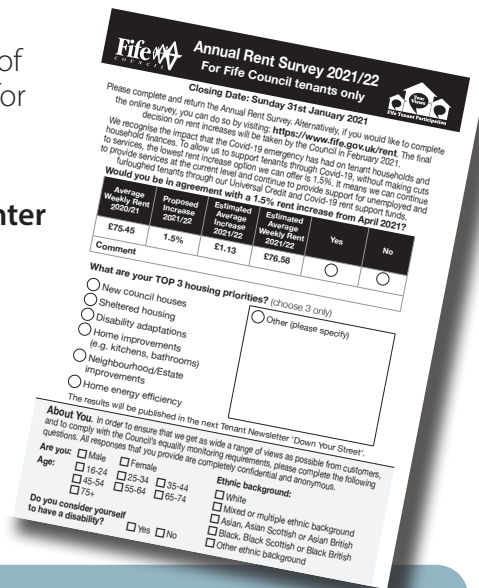 of
for
nter
Fife
COUNCIL
Annual Rent Survey 2021/22
For Fife Council tenants only
Your
Views
Fife Tenant Participation
Closing Date: Sunday 31st January 2021
Please complete and return the Annual Rent Survey. Alternatively, if you would like to complete
the online survey, you can do so by visiting: https://www.fife.gov.uk/rent. The final
decision on rent increases will be taken by the Council in February 2021.
We recognise the impact that the Covid-19 emergency has had on tenant households and
household finances. To allow us to support tenants through Covid-19, without making cuts
to services, the lowest rent increase option we can offer is 1.5%. It means we can continue
to provide services at the current level and continue to provide support for unemployed and
furloughed tenants through our Universal Credit and Covid-19 rent support funds.
Would you be in agreement with a 1.5% rent increase from April 2021?
Average
Weekly Rent
2020/21
Proposed
Increase
2021/22
Estimated
Average
Increase
2021/22
Estimated
Average
Weekly Rent
2021/22
Yes
No
£75.45
1.5%
£1.13
£76.58
Comment
What are your TOP 3 housing priorities? (choose 3 only)
New council houses
Sheltered housing
Disability adaptations
Home improvements
(e.g. kitchens, bathrooms)
Neighbourhood/Estate
improvements
Home energy efficiency
Other (please specify)
The results will be published in the next Tenant Newsletter 'Down Your Street'.
About You. In order to ensure that we get as wide a range of views as possible from customers,
and to comply with the Council's equality monitoring requirements, please complete the following
questions. All responses that you provide are completely confidential and anonymous.
Are you: Male Female
Age: 16-24 25-34 35-44
45-54 55-64 65-74
75+
Do you consider yourself
to have a disability? Yes No
Ethnic background:
White
Mixed or multiple ethnic background
Asian, Asian Scottish or Asian British
Black, Black Scottish or Black British
Other ethnic background